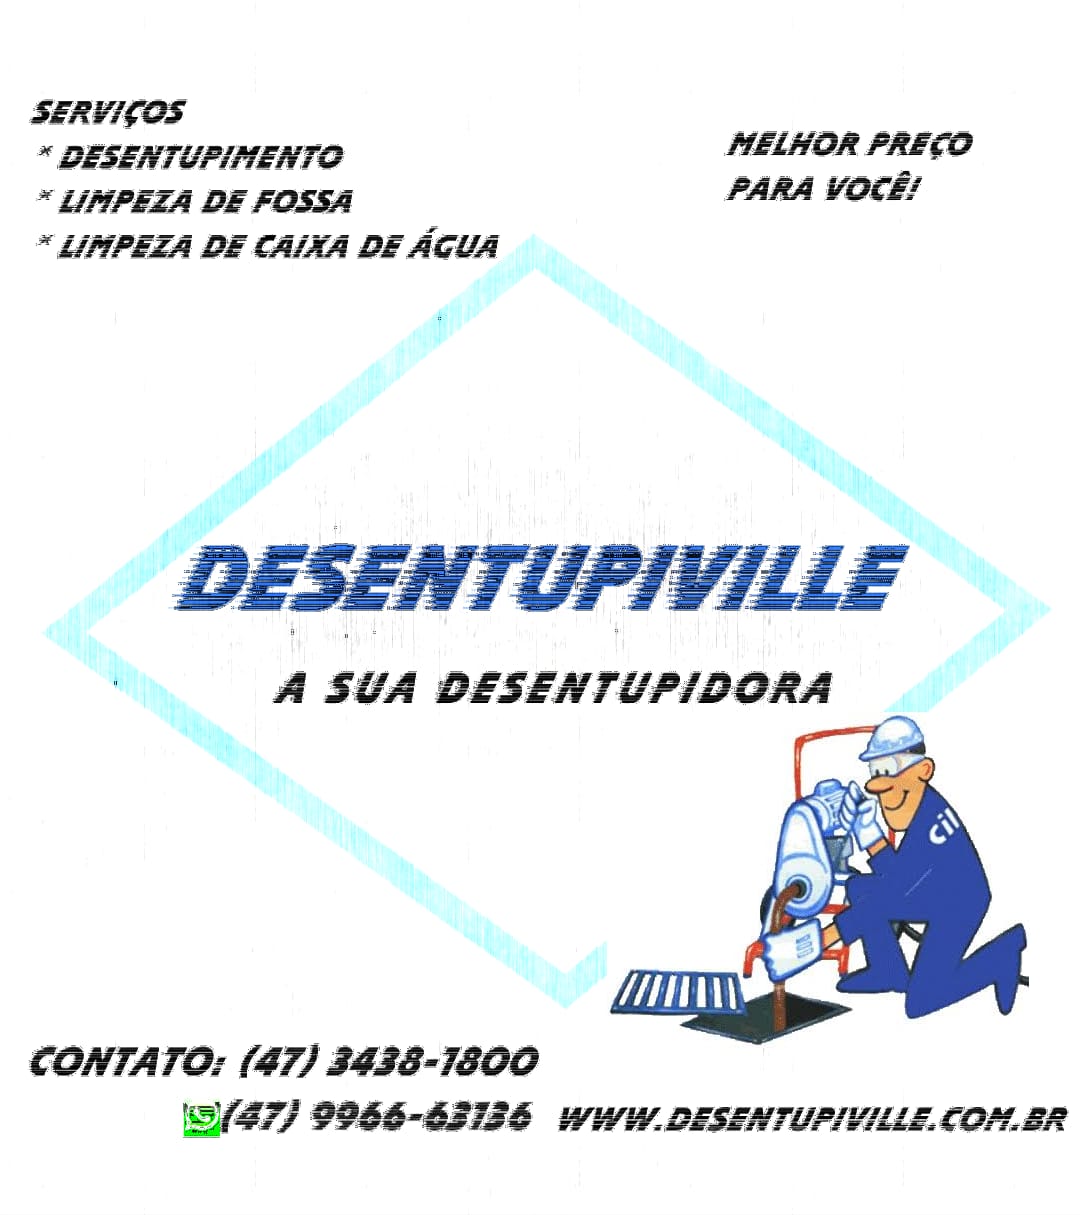 SERVIÇOS
* DESENTUPIMENTO
* LIMPEZA DE FOSSA
* LIMPEZA DE CAIXA DE ÁGUA
MELHOR PREÇO
PARA VOCÊ!
DESENTUPIVILLE
A SUA DESENTUPIDORA
Cil
CONTATO: (47) 3438-1800
(47) 9966-63136
WWW.DESENTUPIVILLE.COM.BR